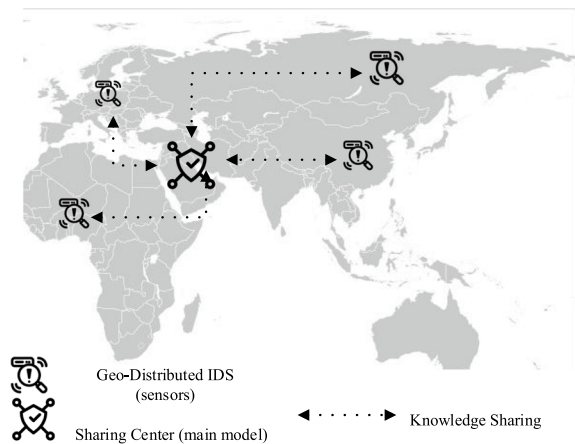 Geo-Distributed IDS
(sensors)
Sharing Center (main model)
Knowledge Sharing